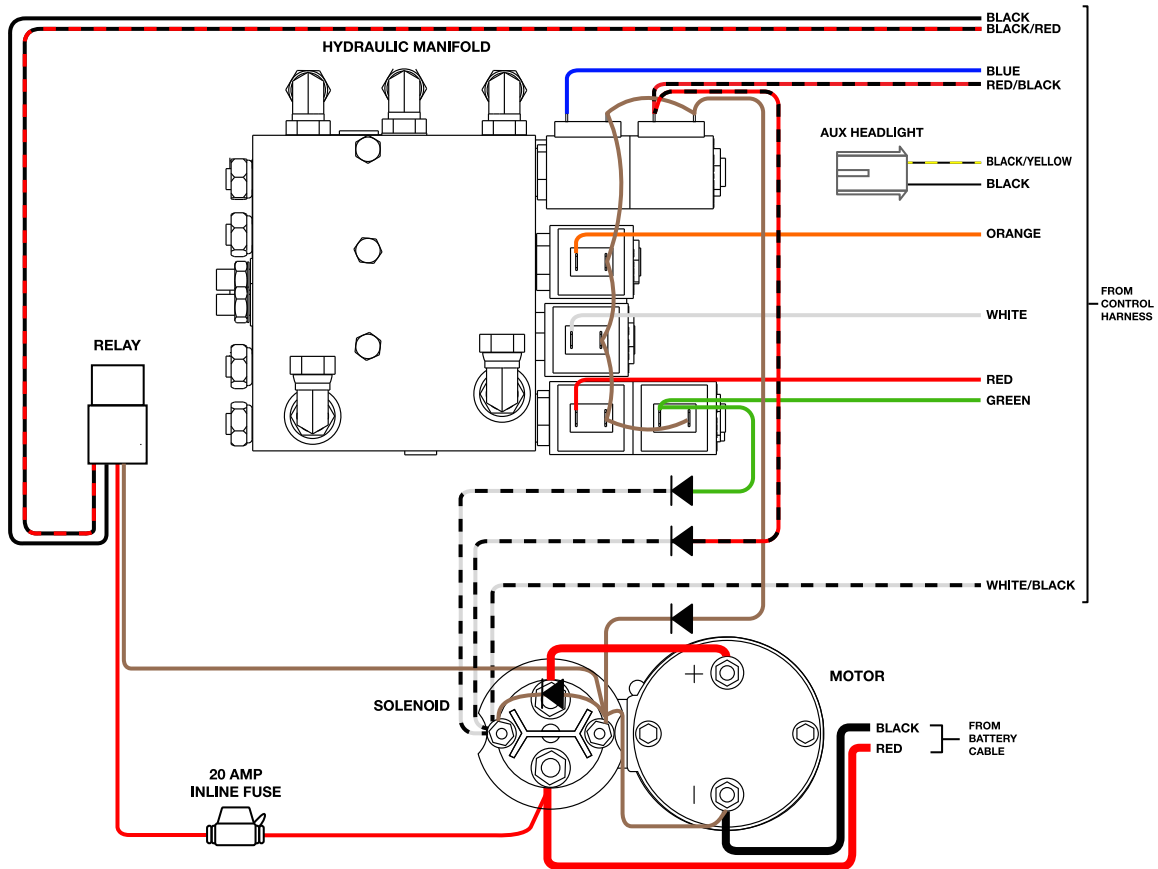 BLACK
BLACK/RED
HYDRAULIC MANIFOLD
BLUE
RED/BLACK
AUX HEADLIGHT
BLACK/YELLOW
BLACK
ORANGE
FROM
CONTROL
HARNESS
WHITE
RELAY
RED
GREEN
WHITE/BLACK
+
MOTOR
SOLENOID
BLACK
RED
FROM
BATTERY
CABLE
20 AMP
INLINE FUSE